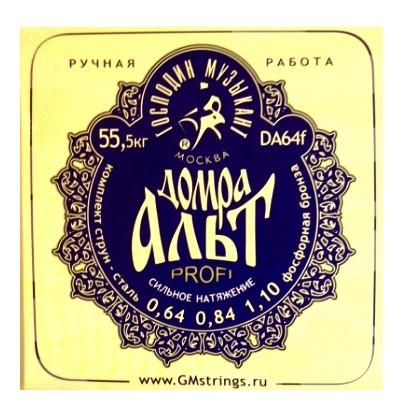 РУЧНАЯ РАБОТА
ГОСПОДИН МУЗЫКАНТ
55,5кг DA64f
МОСКВА
домра
АЛЬТ
PROFI
СИЛЬНОЕ НАТЯЖЕНИЕ
комплект струн - сталь 0,64 0,84 1,10 фосфорная бронза
www.GMstrings.ru